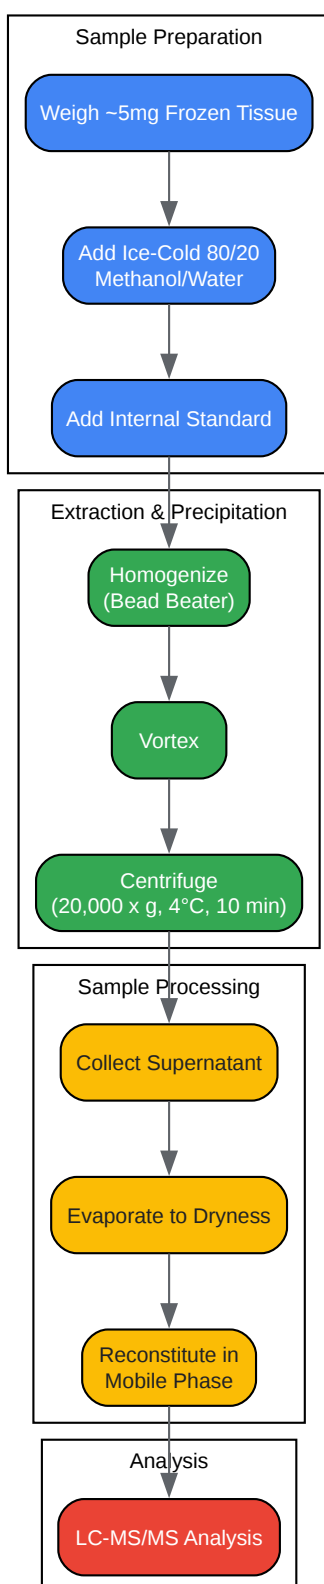 Sample Preparation
Weigh ~5mg Frozen Tissue
Add Ice-Cold 80/20
Methanol/Water
Add Internal Standard
Extraction & Precipitation
Homogenize
(Bead Beater)
Vortex
Centrifuge
(20,000 x g, 4°C, 10 min)
Sample Processing
Collect Supernatant
Evaporate to Dryness
Reconstitute in
Mobile Phase
Analysis
LC-MS/MS Analysis